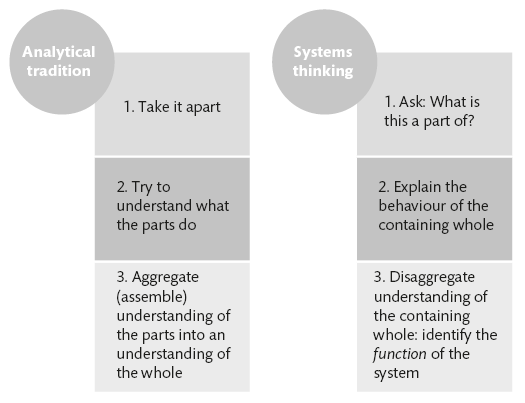 Analytical
tradition
1. Take it apart
2. Try to
understand what
the parts do
3. Aggregate
(assemble)
understanding of
the parts into an
understanding of
the whole
Systems
thinking
1. Ask: What is
this a part of?
2. Explain the
behaviour of the
containing whole
3. Disaggregate
understanding of
the containing
whole: identify the
function of the
system